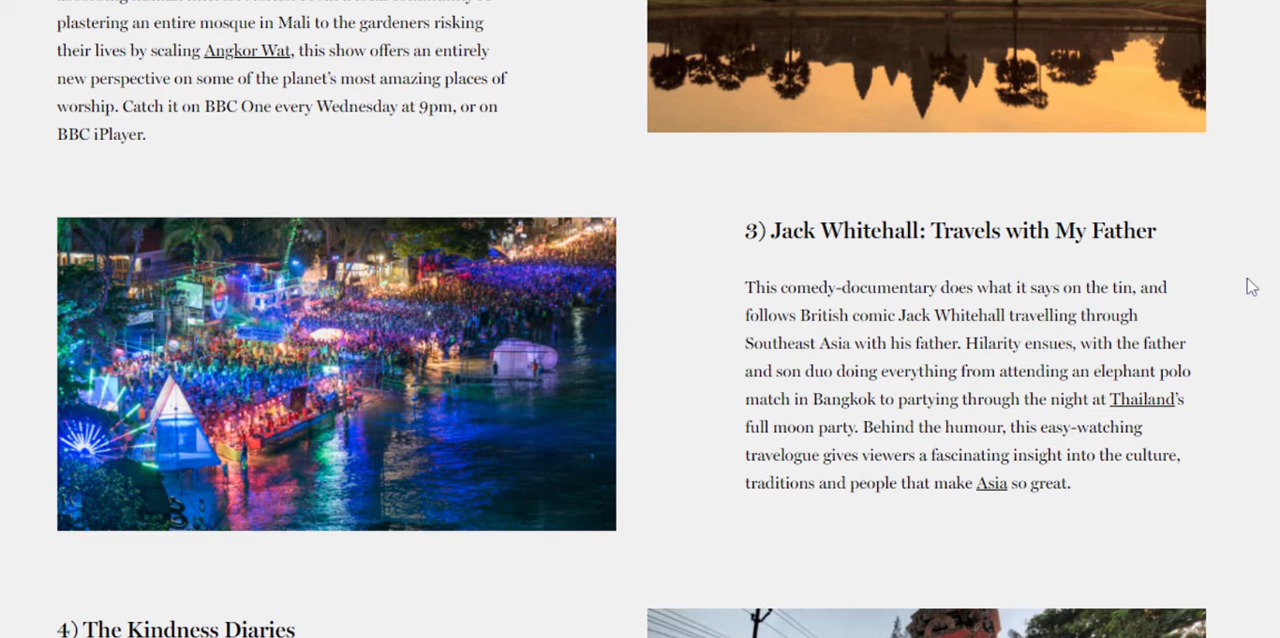 plastering an entire mosque in Mali to the gardeners risking
their lives by scaling Angkor Wat, this show offers an entirely
new perspective on some of the planet's most amazing places of
worship. Catch it on BBC One every Wednesday at 9pm, or on
BBC iPlayer.
3) Jack Whitehall: Travels with My Father
This comedy-documentary does what it says on the tin, and
follows British comic Jack Whitehall travelling through
Southeast Asia with his father. Hilarity ensues, with the father
and son duo doing everything from attending an elephant polo
match in Bangkok to partying through the night at Thailand's
full moon party. Behind the humour, this easy-watching
travelogue gives viewers a fascinating insight into the culture,
traditions and people that make Asia so great.
4) The Kindness Diaries